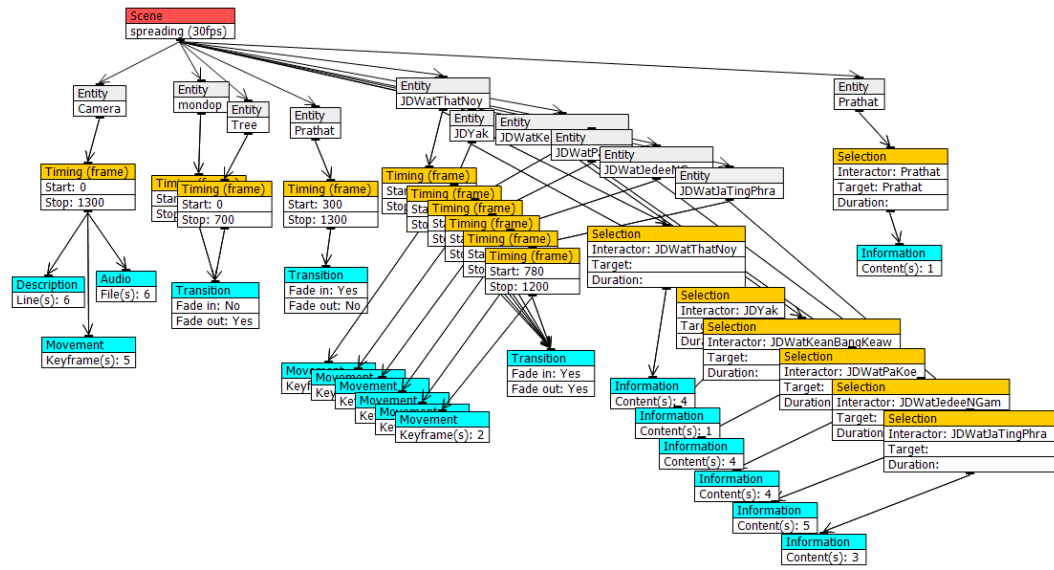 Scene
spreading (30fps)
Entity
Camera
Entity
mondop
Entity
Tree
Entity
Prathat
Entity
JDWatThatNoy
Entity
JDYak
Entity
Entity
Entity
Entity
JDWatJaTingPhra
Entity
Prathat
Timing (frame)
Start: 0
Stop: 1300
Timing (frame)
Start: 0
Stop: 700
Timing (frame)
Start: 300
Stop: 1300
Timing (frame)
Timing (frame)
Timing (frame)
Timing (frame)
Timing (frame)
Timing (frame)
Start: 780
Stop: 1200
Selection
Interactor: Prathat
Target: Prathat
Duration:
Information
Content(s): 1
Selection
Interactor: JDWatThatNoy
Target:
Duration:
Description
Line(s): 6
Audio
File(s): 6
Movement
Keyframe(s): 5
Transition
Fade in: No
Fade out: Yes
Transition
Fade in: Yes
Fade out: No
Transition
Fade in: Yes
Fade out: Yes
Selection
Interactor: JDYak
Selection
Interactor: JDWatKeanBangKeaw
Target:
Duration:
Selection
Interactor: JDWatPaKoe
Target:
Selection
Interactor: JDWatJedeeNGam
Target:
Duration
Selection
Interactor: JDWatJaTingPhra
Target:
Duration:
Movement
Movement
Movement
Movement
Movement
Movement
Keyframe(s): 2
Information
Content(s): 4
Information
Content(s): 1
Information
Content(s): 4
Information
Content(s): 4
Information
Content(s): 5
Information
Content(s): 3